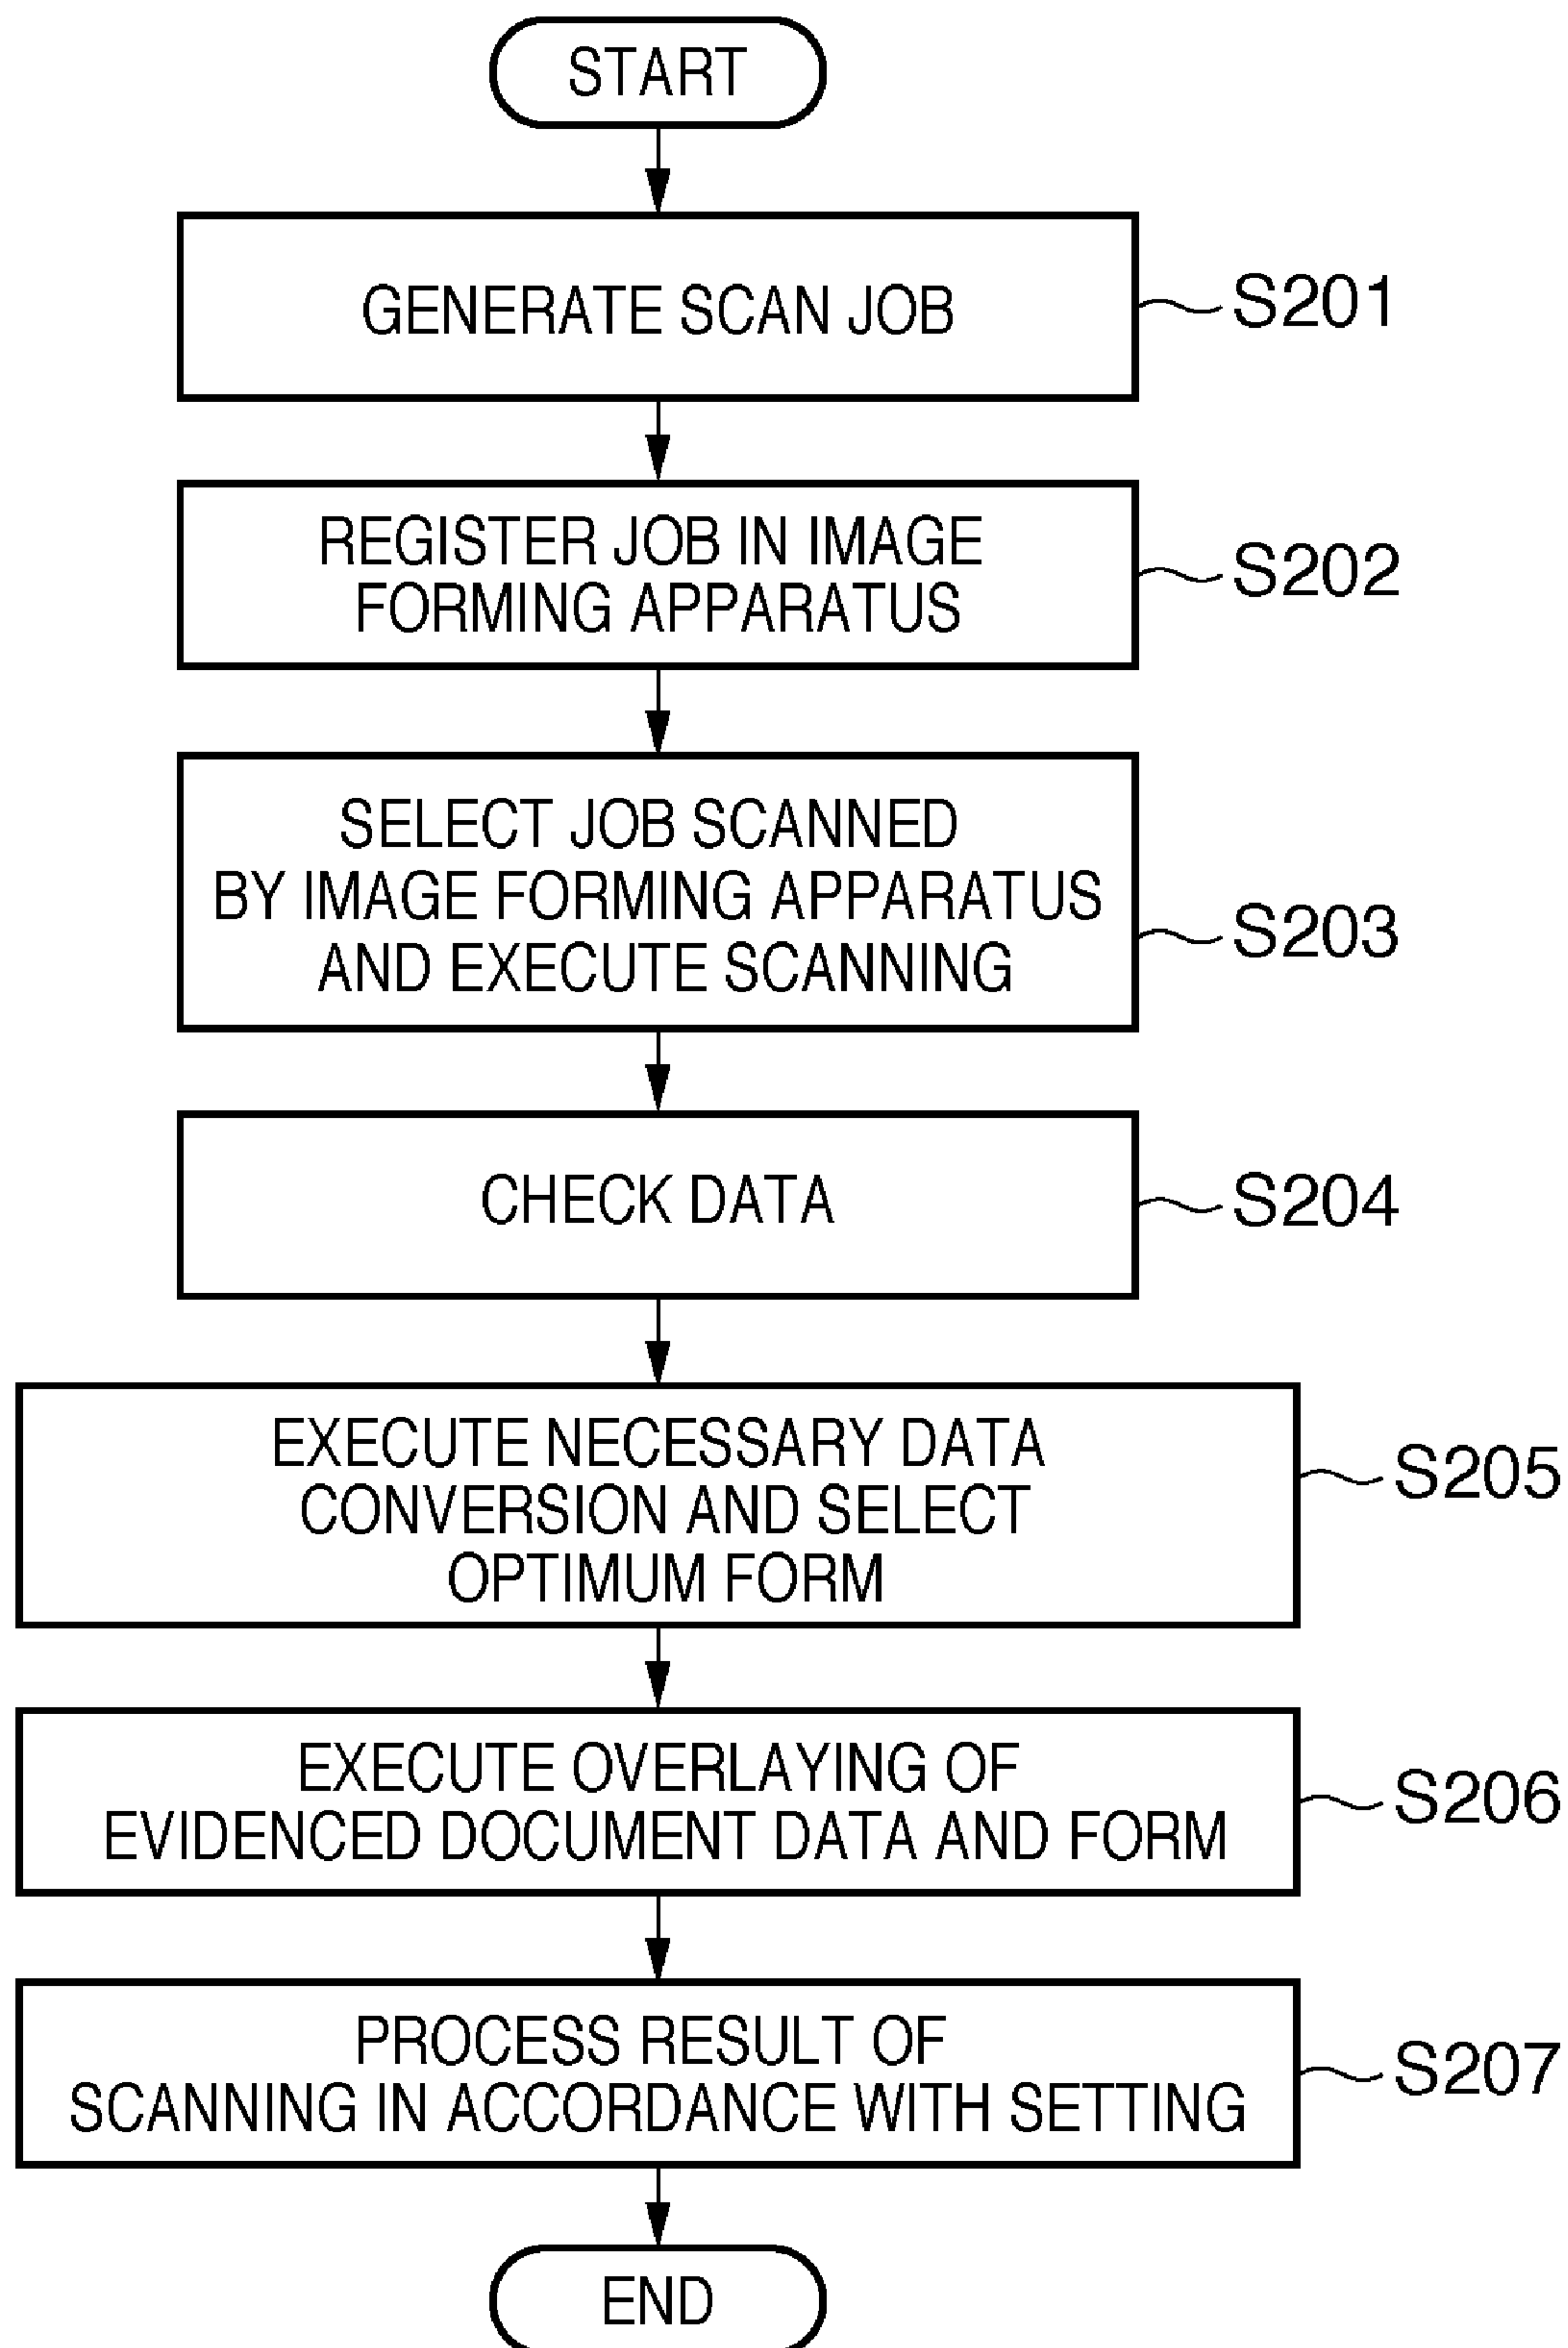 START
GENERATE SCAN JOB
S201
REGISTER JOB IN IMAGE
FORMING APPARATUS
S202
SELECT JOB SCANNED
BY IMAGE FORMING APPARATUS
AND EXECUTE SCANNING
S203
CHECK DATA
S204
EXECUTE NECESSARY DATA
CONVERSION AND SELECT
OPTIMUM FORM
S205
EXECUTE OVERLAYING OF
EVIDENCED DOCUMENT DATA AND FORM
S206
PROCESS RESULT OF
SCANNING IN ACCORDANCE WITH SETTING
S207
END